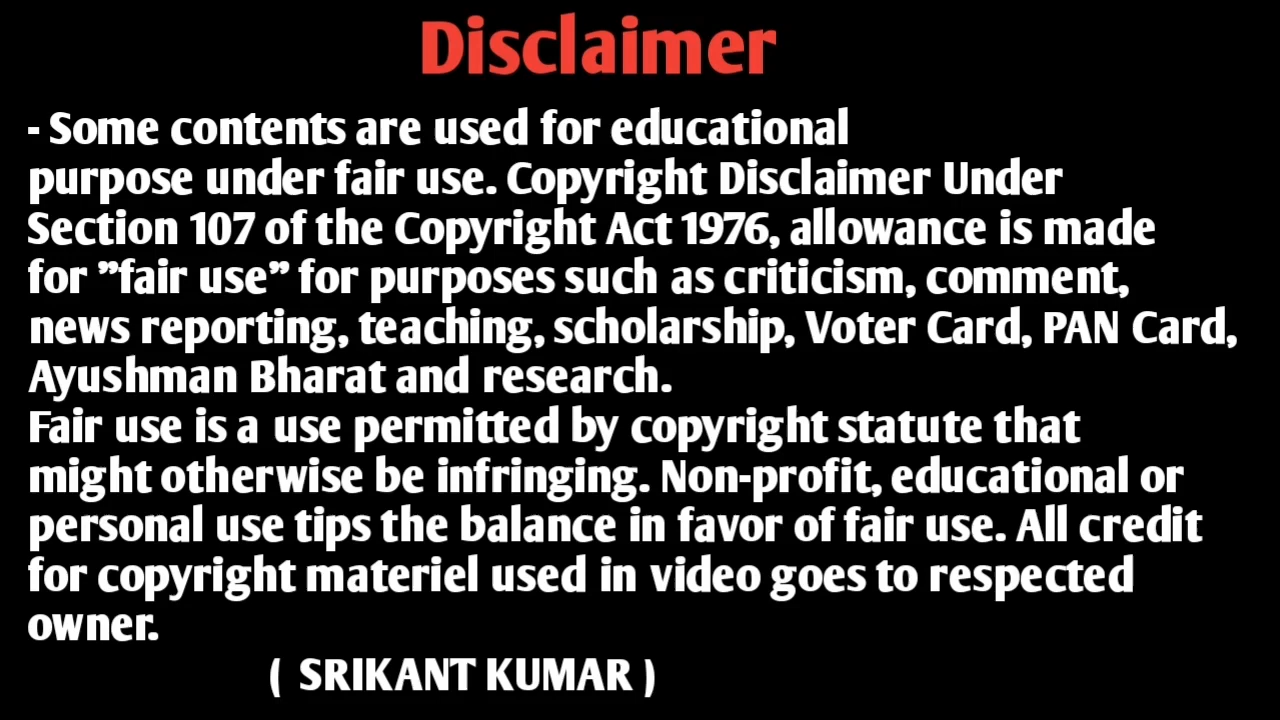 Disclaimer
- Some contents are used for educational
purpose under fair use. Copyright Disclaimer Under
Section 107 of the Copyright Act 1976, allowance is made
for ”fair use” for purposes such as criticism, comment,
news reporting, teaching, scholarship, Voter Card, PAN Card,
Ayushman Bharat and research.
Fair use is a use permitted by copyright statute that
might otherwise be infringing. Non-profit, educational or
personal use tips the balance in favor of fair use. All credit
for copyright materiel used in video goes to respected
owner.
( SRIKANT KUMAR )